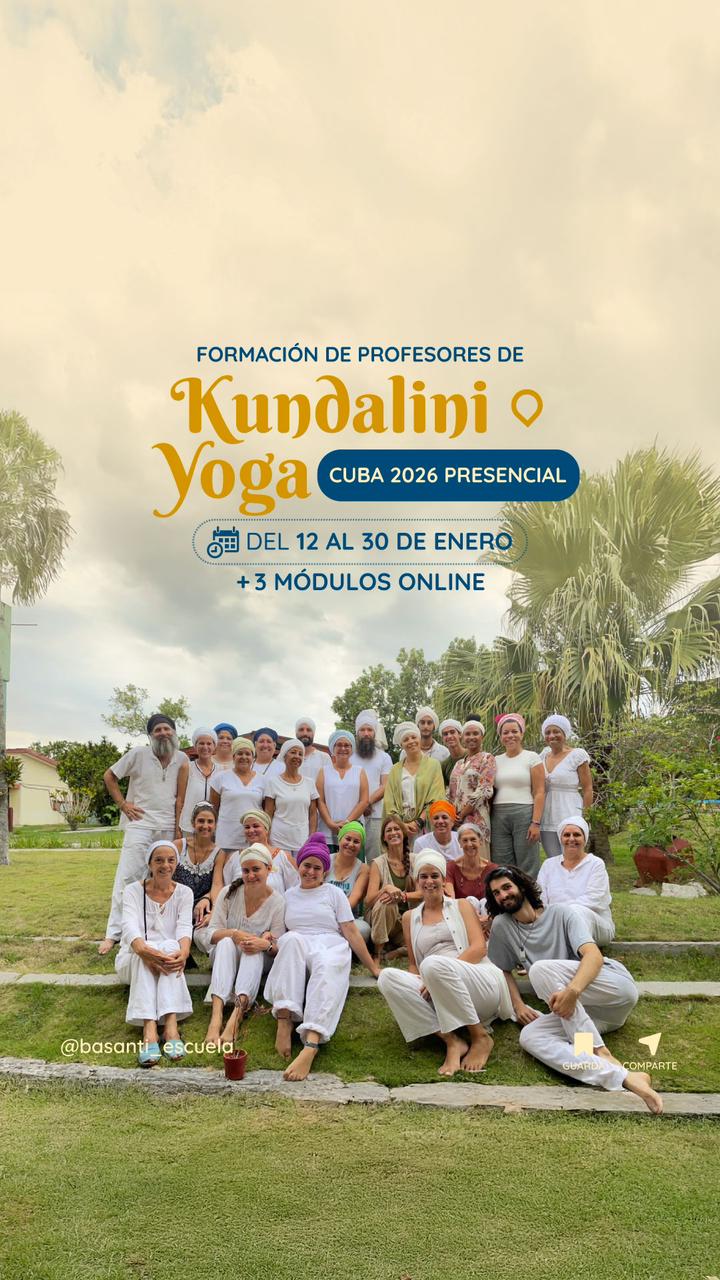 FORMACIÓN DE PROFESORES DE
Kundalini
Yoga CUBA 2026 PRESENCIAL
DEL 12 AL 30 DE ENERO
+3 MÓDULOS ONLINE
@basanti_escuela
GUARDA COMPARTE